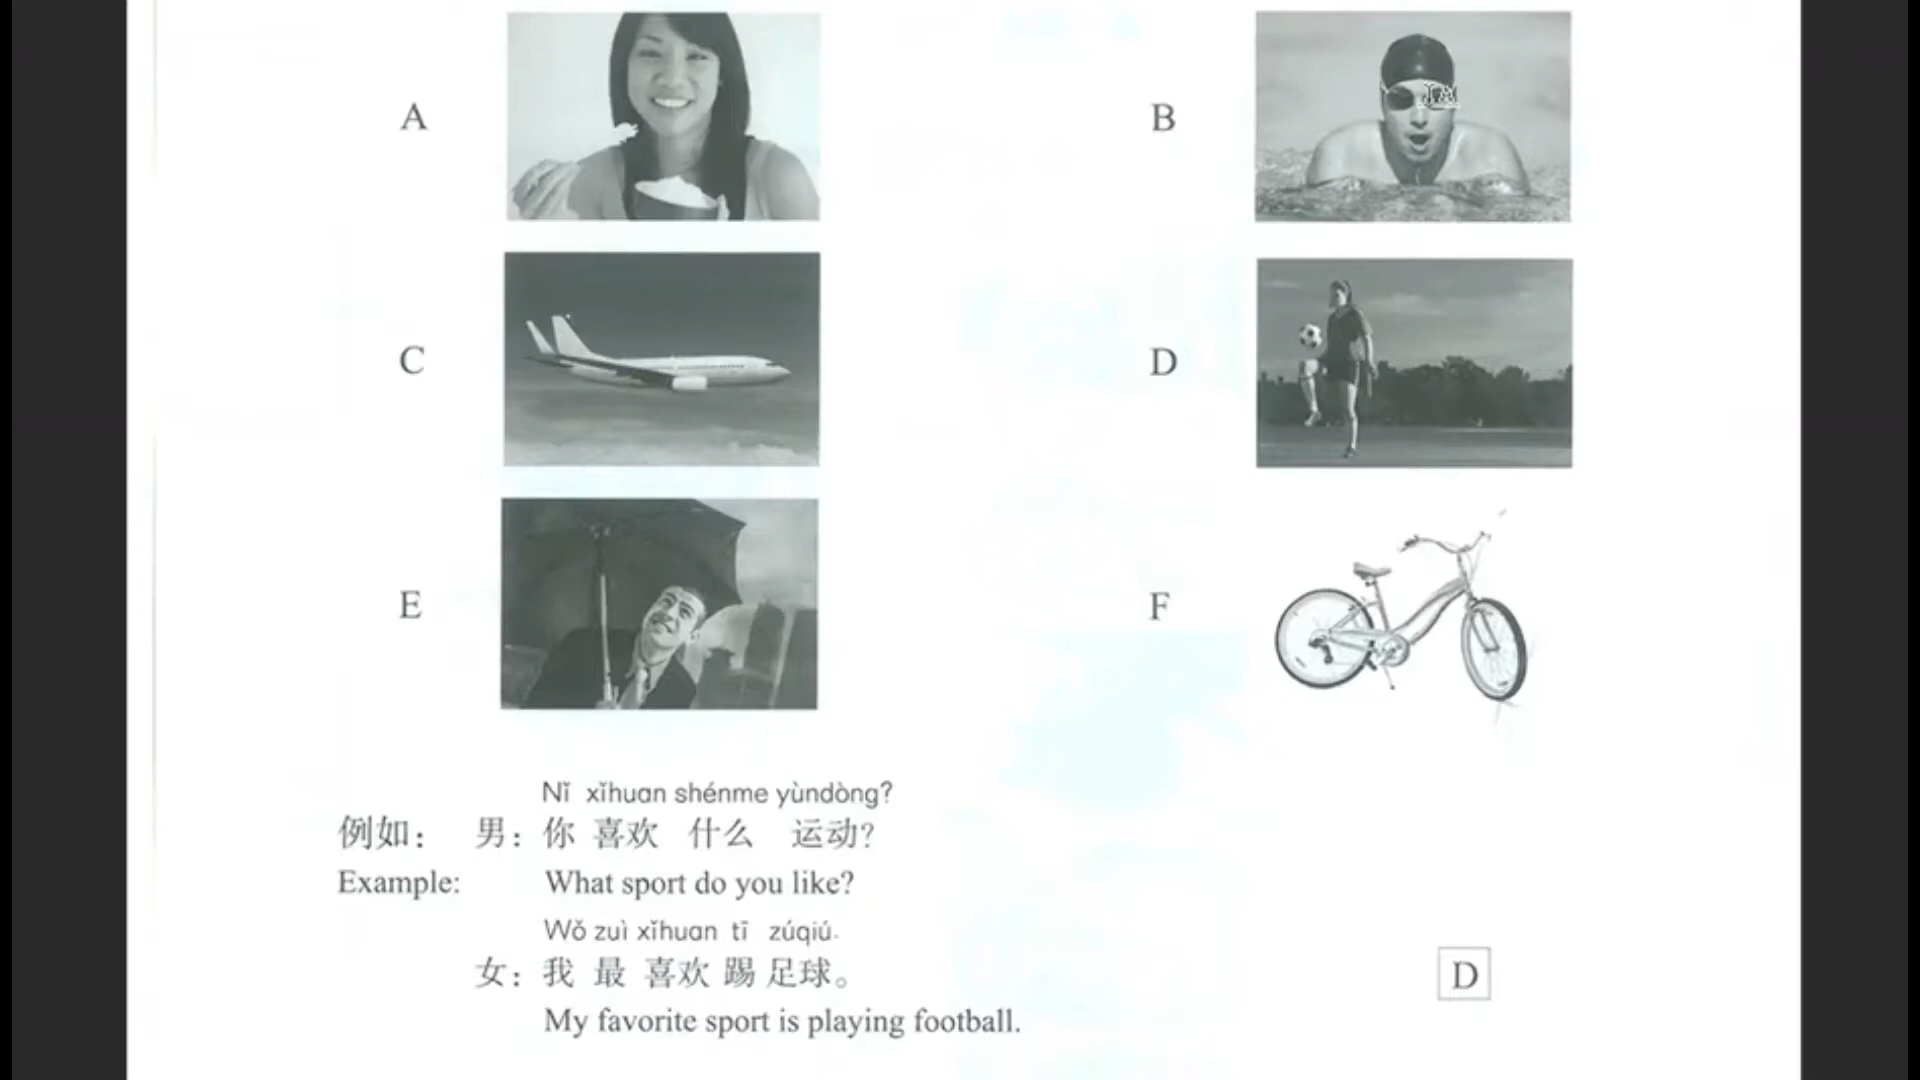 A
B
C
D
E
F
Nǐ xǐhuan shénme yùndòng?
例如： 男：你 喜欢 什么 运动?
Example: What sport do you like?
Wǒ zuì xǐhuan tī zúqiú.
女：我 最 喜欢 踢 足球。
My favorite sport is playing football.
D